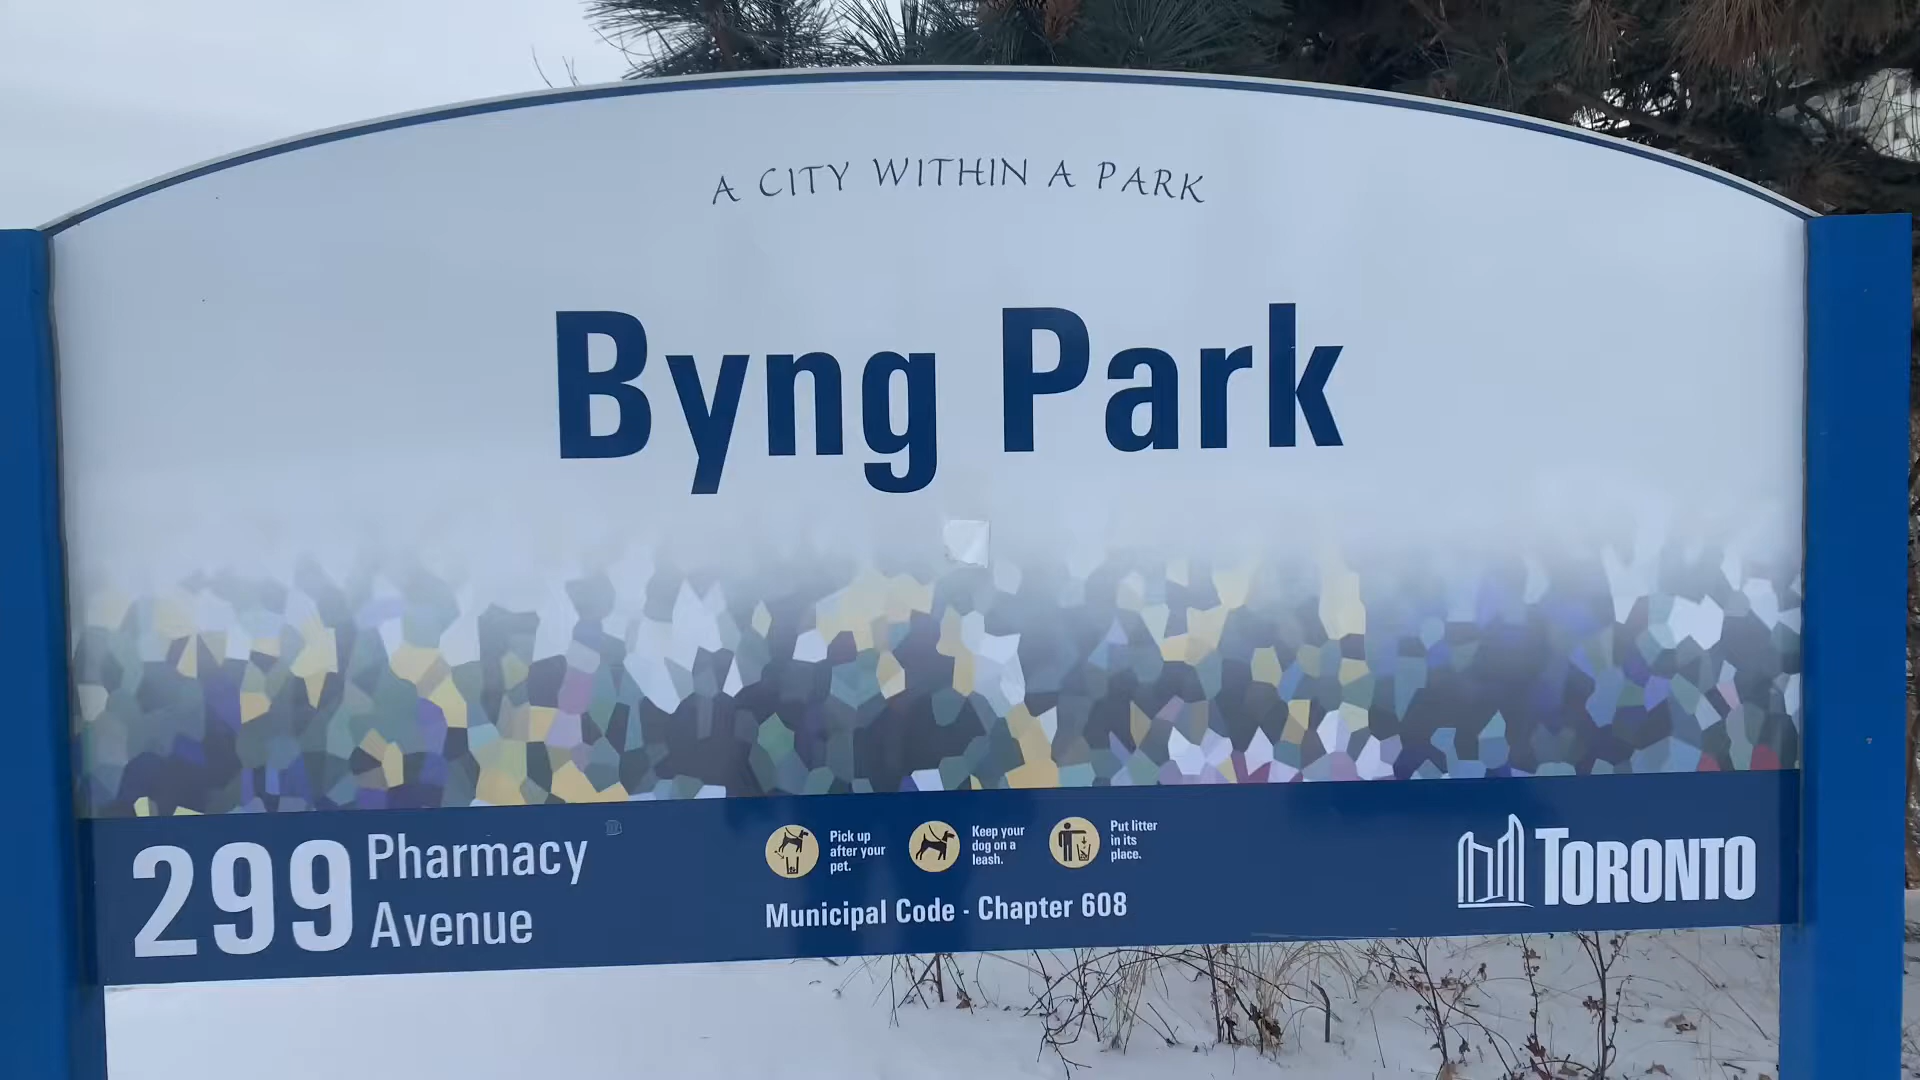 A CITY WITHIN A PARK
Byng Park
299 Pharmacy
Avenue
Pick up
after your
pet.
Keep your
dog on a
leash.
Put litter
in its
place.
Municipal Code - Chapter 608
TORONTO